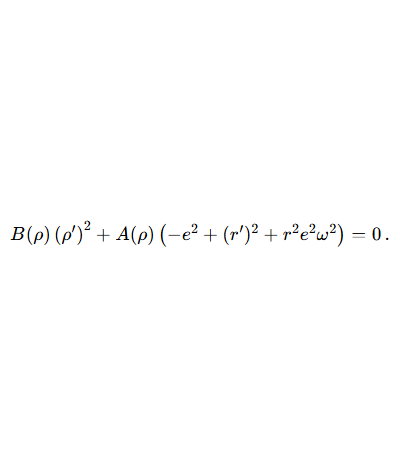 B(ρ) (ρ′)² + A(ρ) (−e² + (r′)² + r²e²ω²) = 0 .